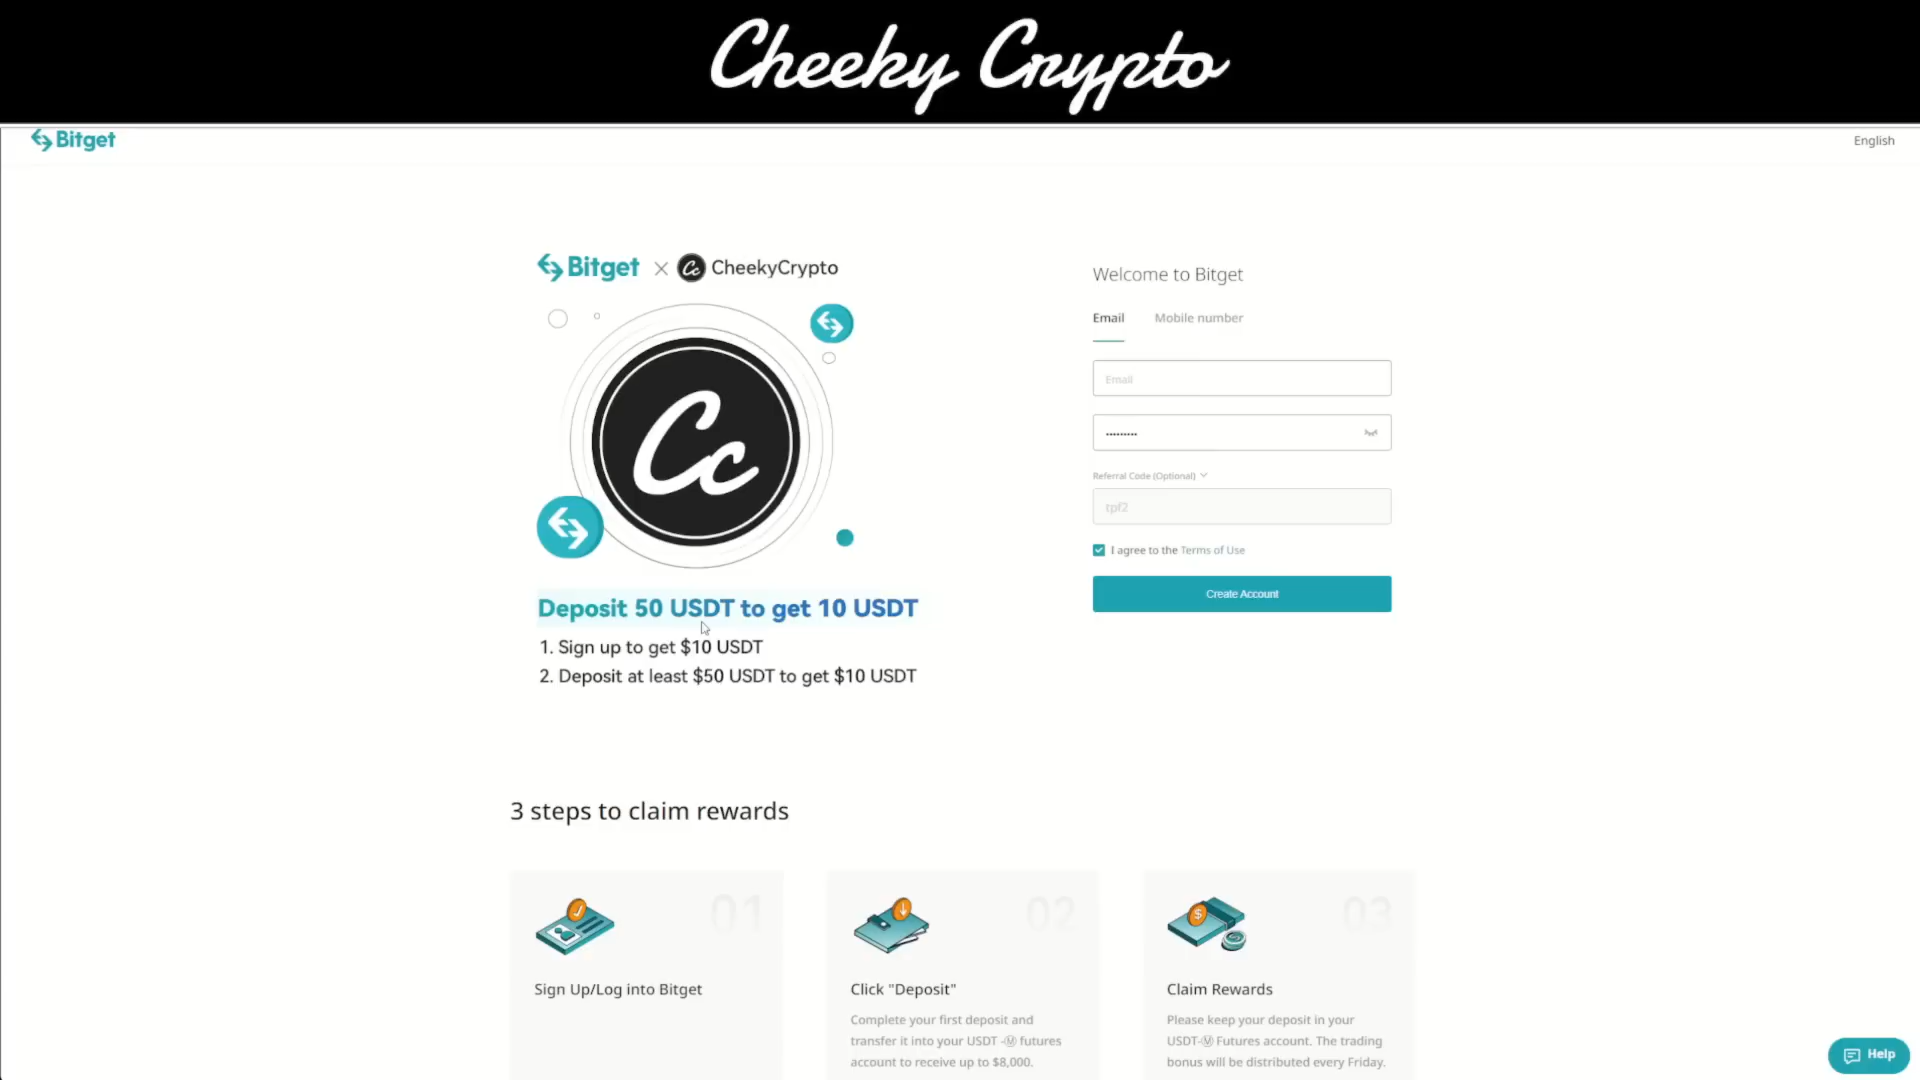 Cheeky Crypto
Bitget
English
Bitget × Cc CheekyCrypto
Cc
Deposit 50 USDT to get 10 USDT
1. Sign up to get $10 USDT
2. Deposit at least $50 USDT to get $10 USDT
Welcome to Bitget
Email Mobile number
Email
•••••••••
Referral Code (Optional)
tpf2
I agree to the Terms of Use
Create Account
3 steps to claim rewards
01
Sign Up/Log into Bitget
02
Click "Deposit"
Complete your first deposit and
transfer it into your USDT -Ⓜ futures
account to receive up to $8,000.
03
Claim Rewards
Please keep your deposit in your
USDT-Ⓜ Futures account. The trading
bonus will be distributed every Friday.
Help